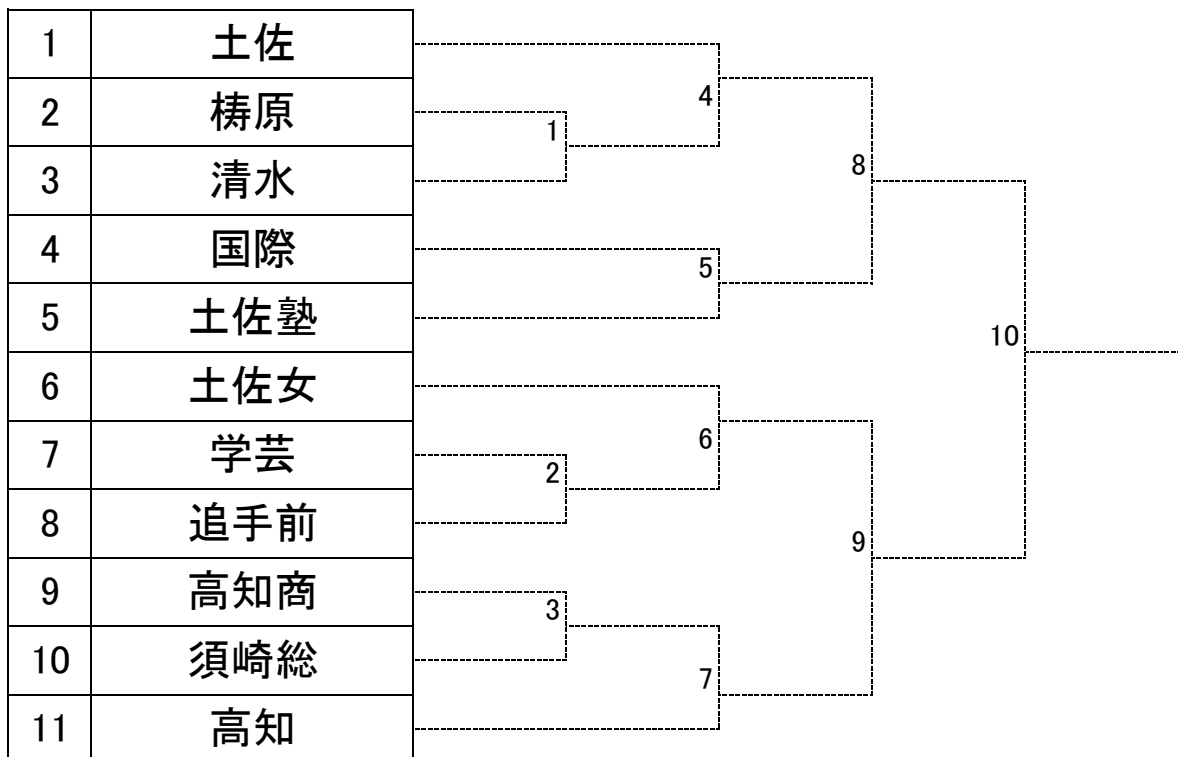 1 土佐
4
2 梼原
1
8
3 清水
4 国際
5
5 土佐塾
10
6 土佐女
6
7 学芸
2
8 追手前
9
9 高知商
3
10 須崎総
7
11 高知